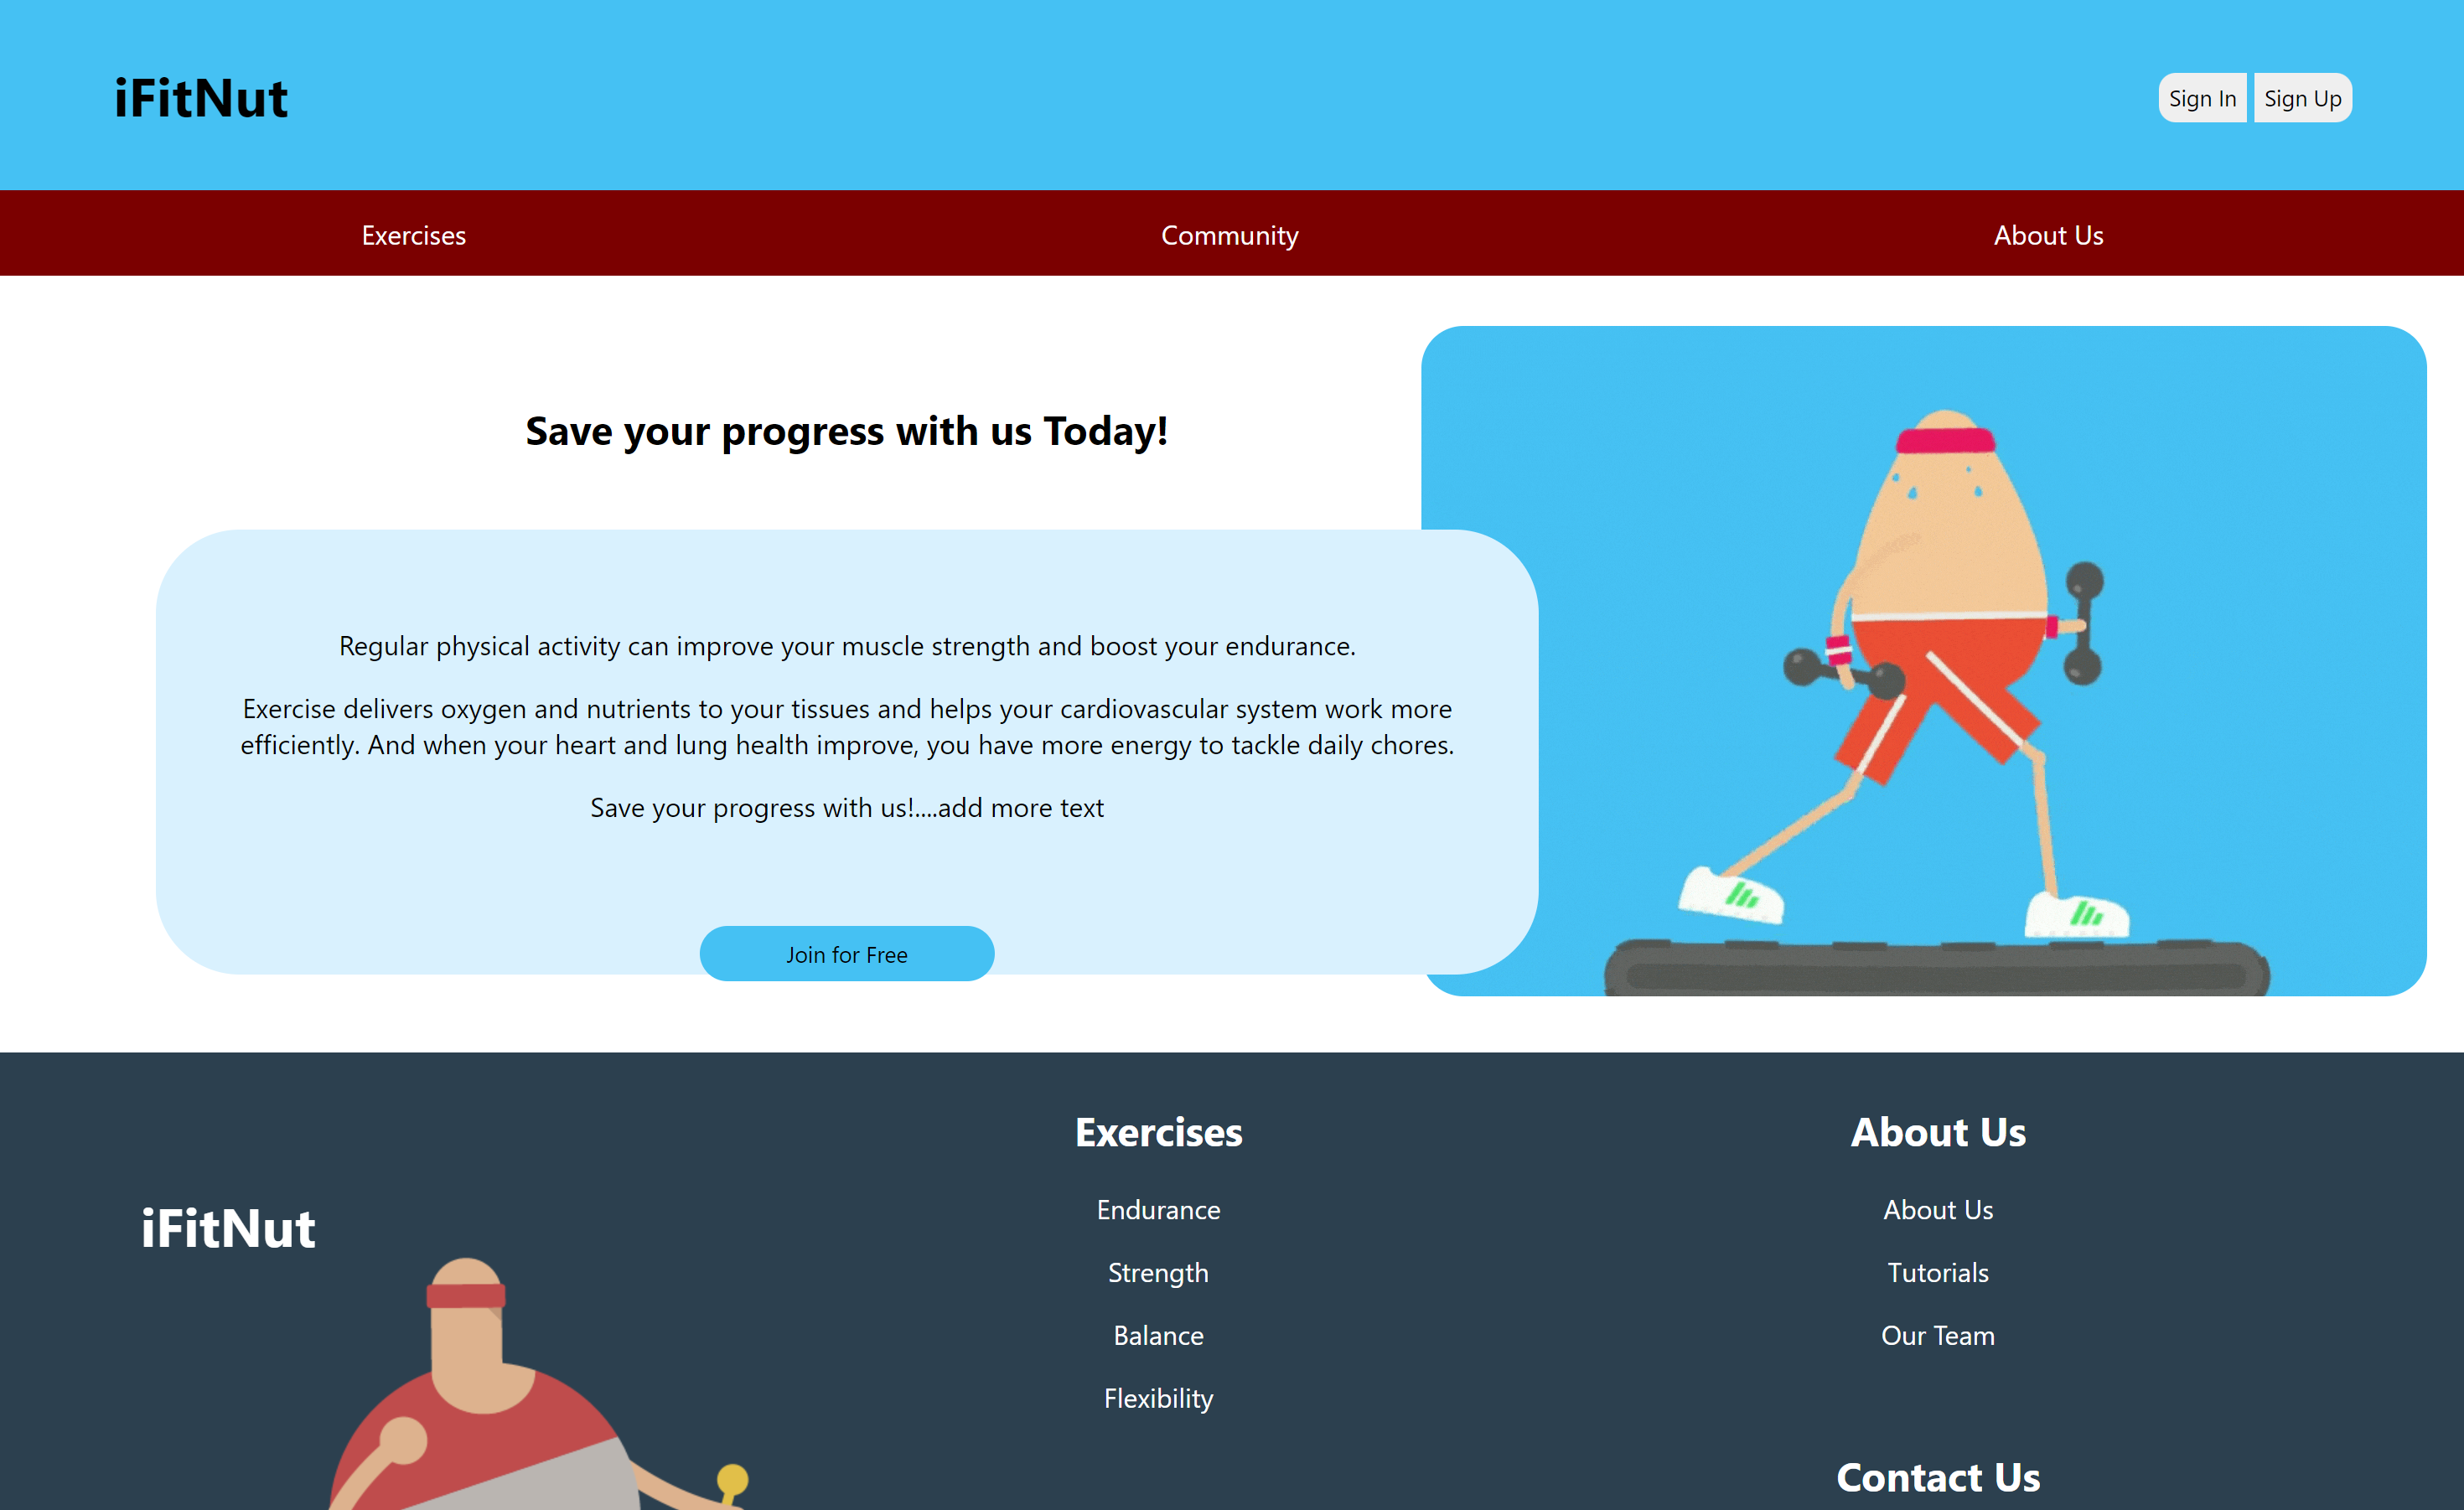 iFitNut
Sign In
Sign Up
Exercises
Community
About Us
Save your progress with us Today!
Regular physical activity can improve your muscle strength and boost your endurance.
Exercise delivers oxygen and nutrients to your tissues and helps your cardiovascular system work more
efficiently. And when your heart and lung health improve, you have more energy to tackle daily chores.
Save your progress with us!....add more text
Join for Free
iFitNut
Exercises
Endurance
Strength
Balance
Flexibility
About Us
About Us
Tutorials
Our Team
Contact Us